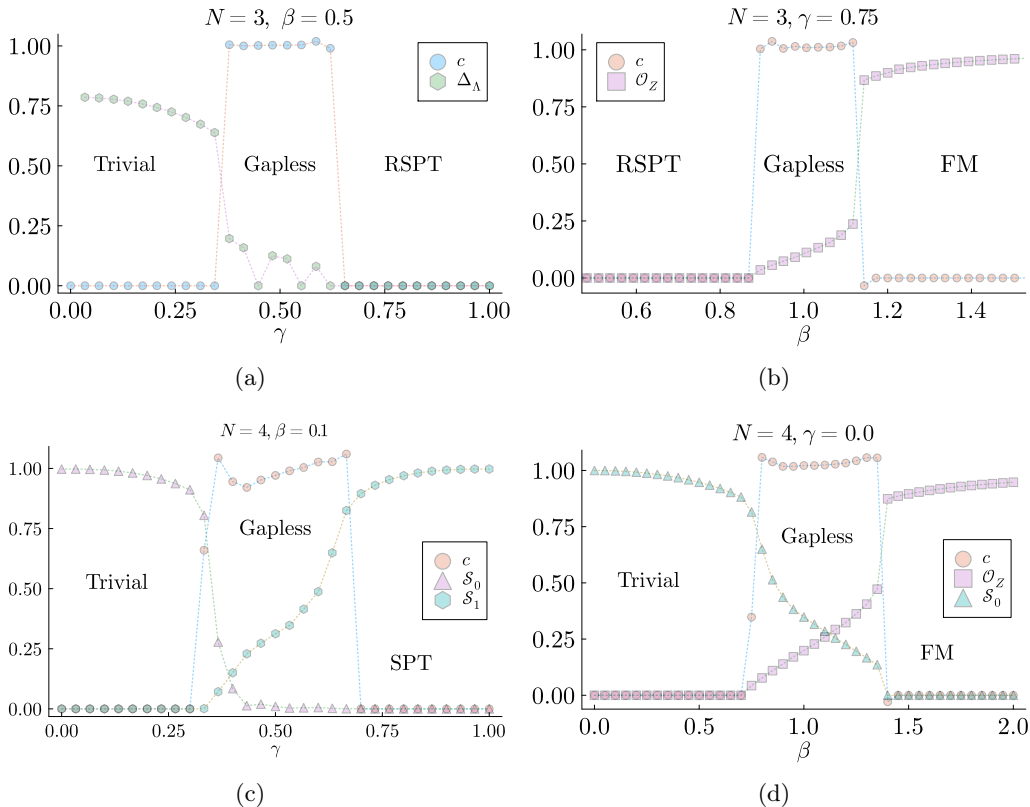 N = 3, β = 0.5
1.00
0.75
0.50
0.25
0.00
c
Δ_Λ
Trivial
Gapless
RSPT
0.00 0.25 0.50 0.75 1.00
γ
(a)
N = 3, γ = 0.75
1.00
0.75
0.50
0.25
0.00
c
𝒪_Z
RSPT
Gapless
FM
0.6 0.8 1.0 1.2 1.4
β
(b)
N = 4, β = 0.1
1.00
0.75
0.50
0.25
0.00
Gapless
Trivial
c
𝒮_0
𝒮_1
SPT
0.00 0.25 0.50 0.75 1.00
γ
(c)
N = 4, γ = 0.0
1.00
0.75
0.50
0.25
0.00
Gapless
Trivial
c
𝒪_Z
𝒮_0
FM
0.0 0.5 1.0 1.5 2.0
β
(d)